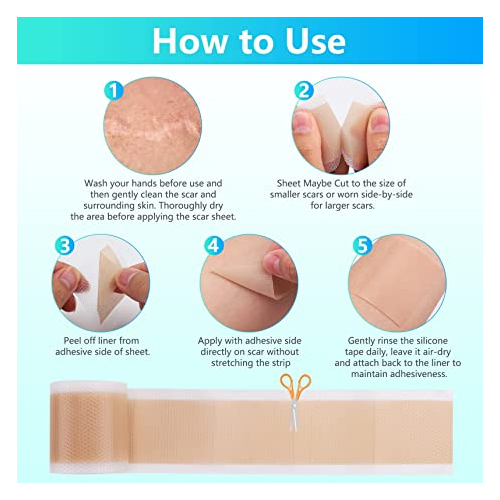 How to Use
1
Wash your hands before use and
then gently clean the scar and
surrounding skin. Thoroughly dry
the area before applying the scar sheet.
2
Sheet Maybe Cut to the size of
smaller scars or worn side-by-side
for larger scars.
3
Peel off liner from
adhesive side of sheet.
4
Apply with adhesive side
directly on scar without
stretching the strip
5
Gently rinse the silicone
tape daily, leave it air-dry
and attach back to the liner to
maintain adhesiveness.